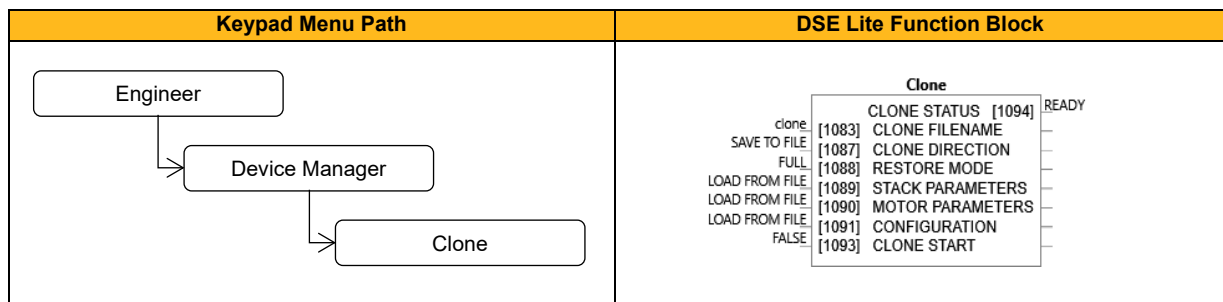 Keypad Menu Path
DSE Lite Function Block
Engineer
Device Manager
Clone
Clone
CLONE STATUS [1094] READY
clone [1083] CLONE FILENAME
SAVE TO FILE [1087] CLONE DIRECTION
FULL [1088] RESTORE MODE
LOAD FROM FILE [1089] STACK PARAMETERS
LOAD FROM FILE [1090] MOTOR PARAMETERS
LOAD FROM FILE [1091] CONFIGURATION
FALSE [1093] CLONE START